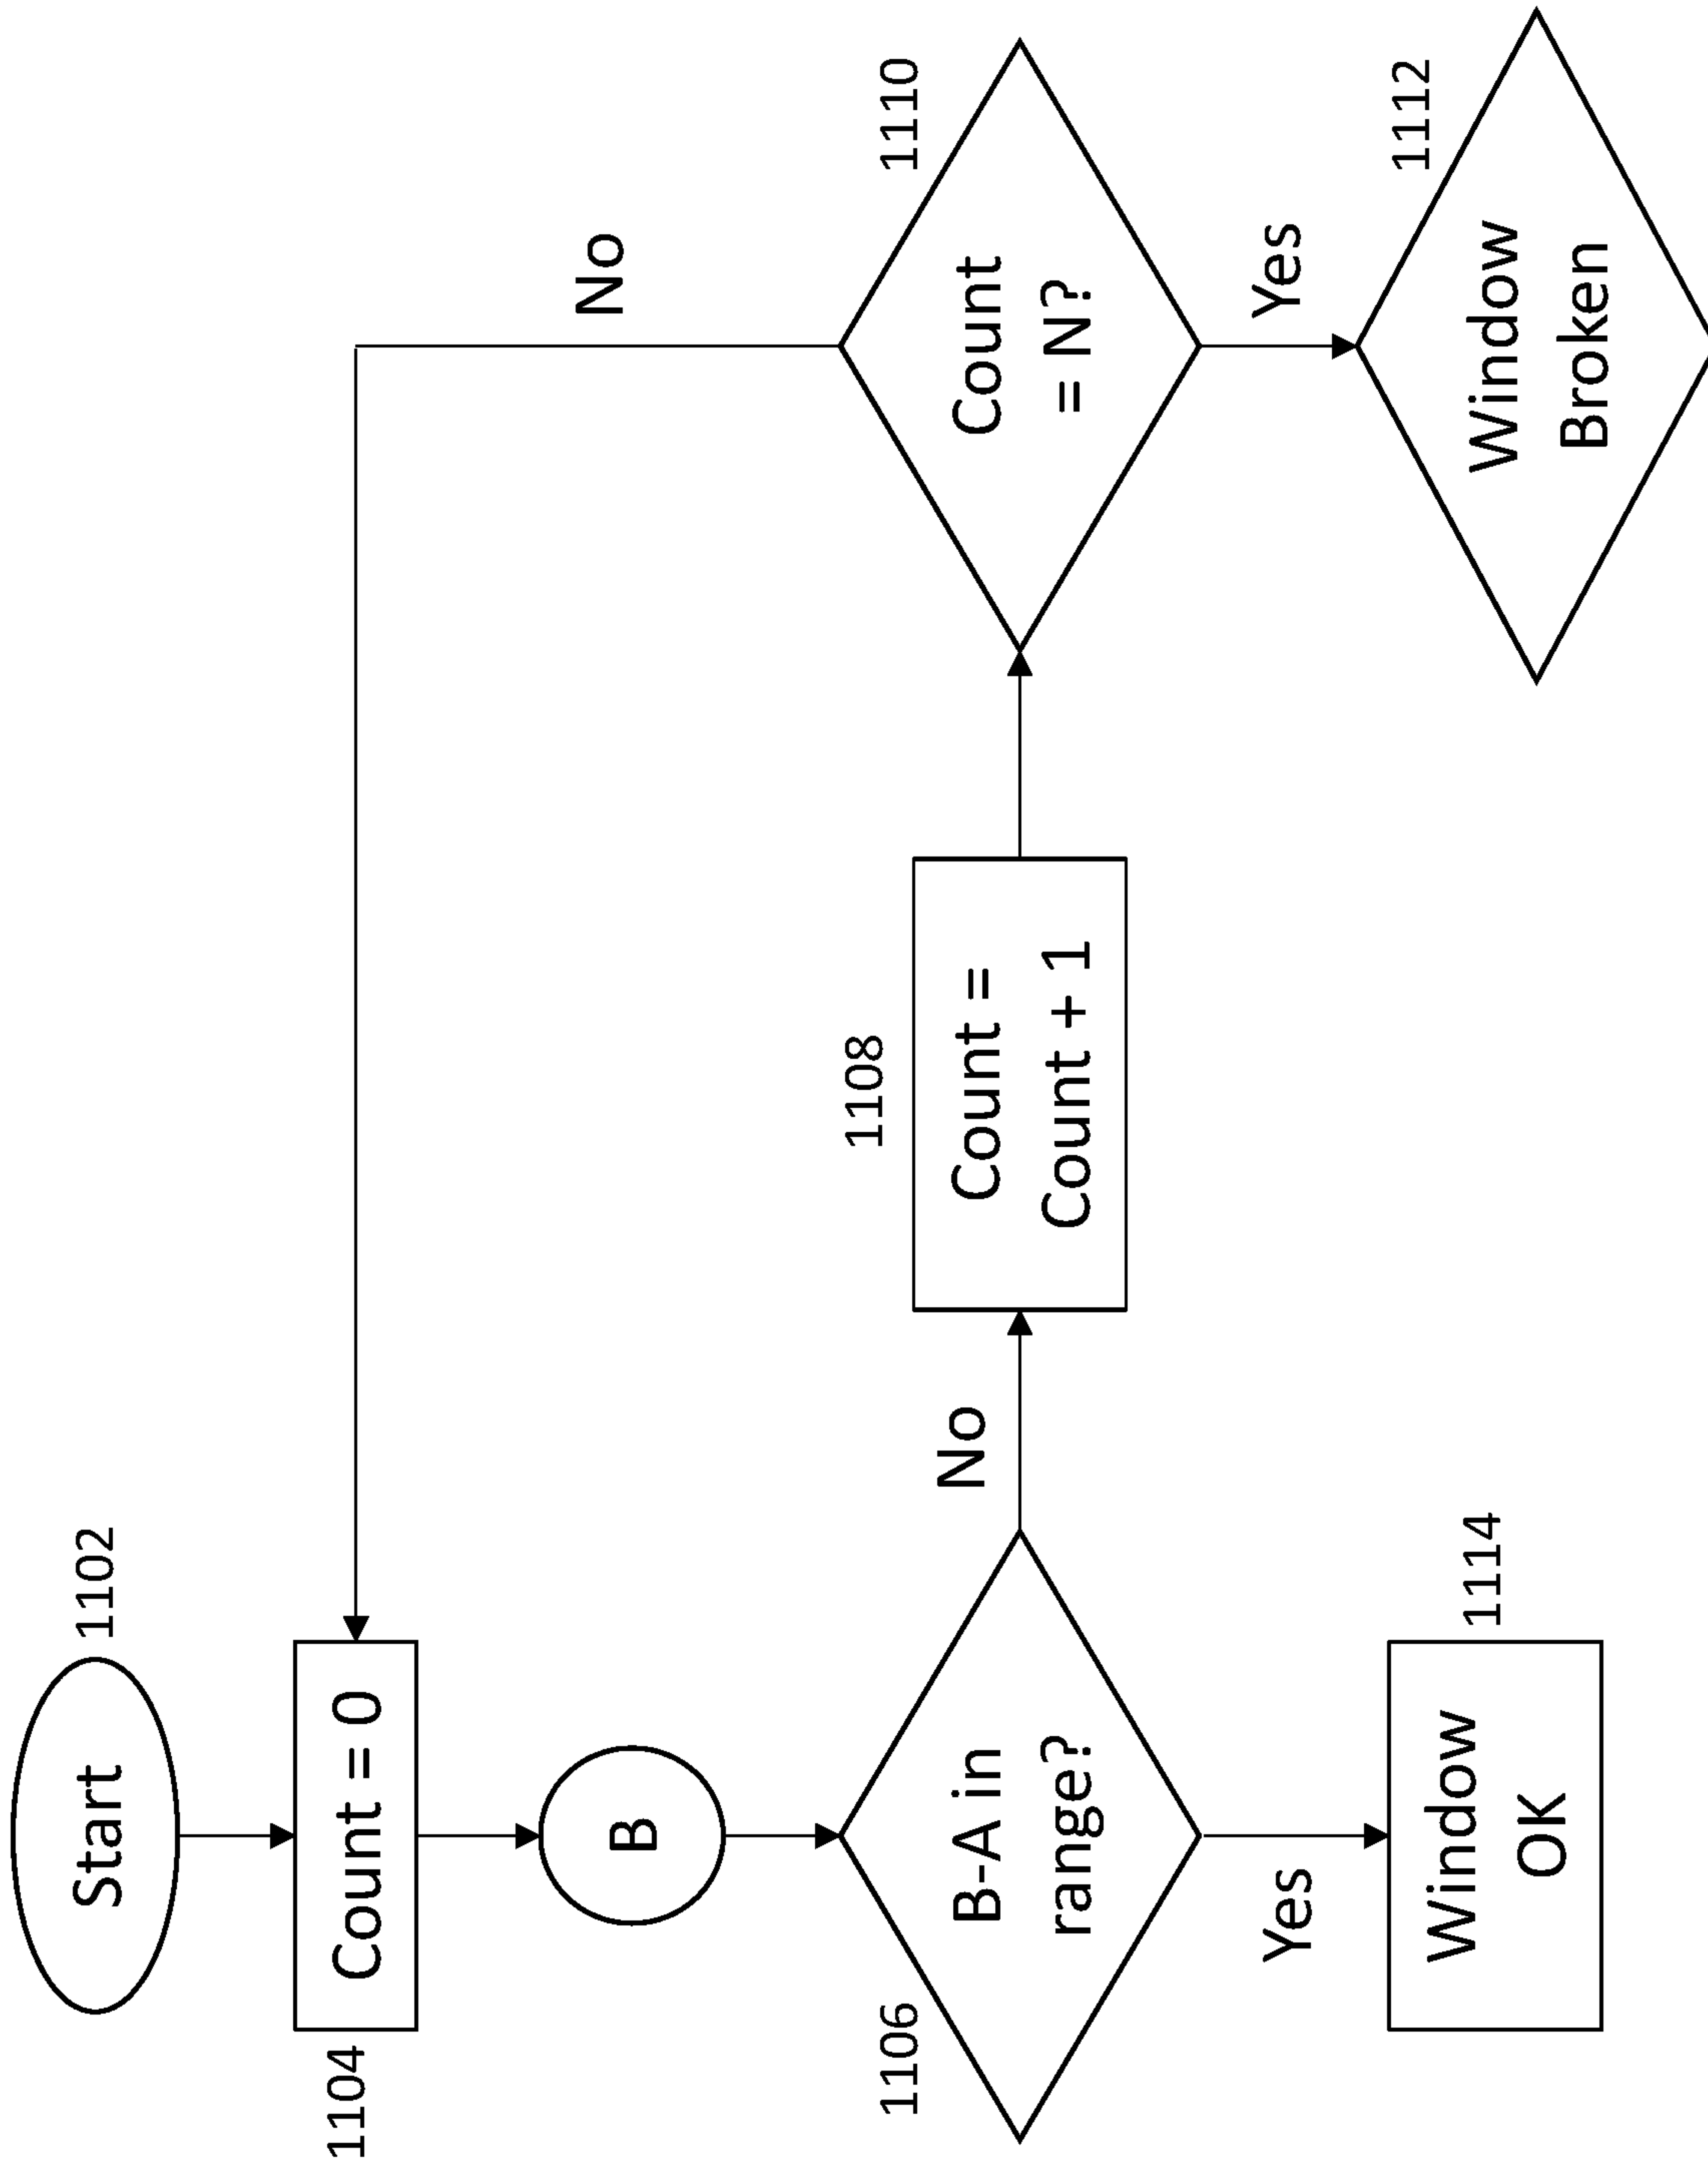 Start
1102
1104
Count = 0
B
1106
B-A in
range?
No
1108
Count =
Count + 1
1110
Count
= N?
No
Yes
1112
Window
Broken
Yes
1114
Window
OK